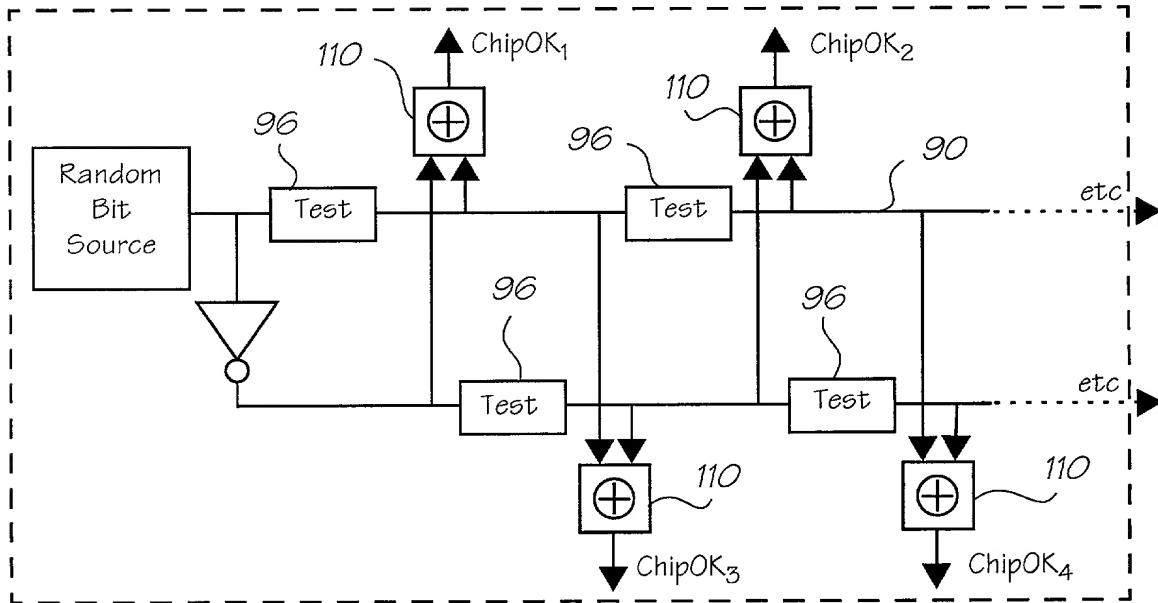 110
ChipOK1
110
ChipOK2
96
96
90
Random
Bit
Source
Test
Test
etc
96
96
Test
Test
etc
110
110
ChipOK3
ChipOK4